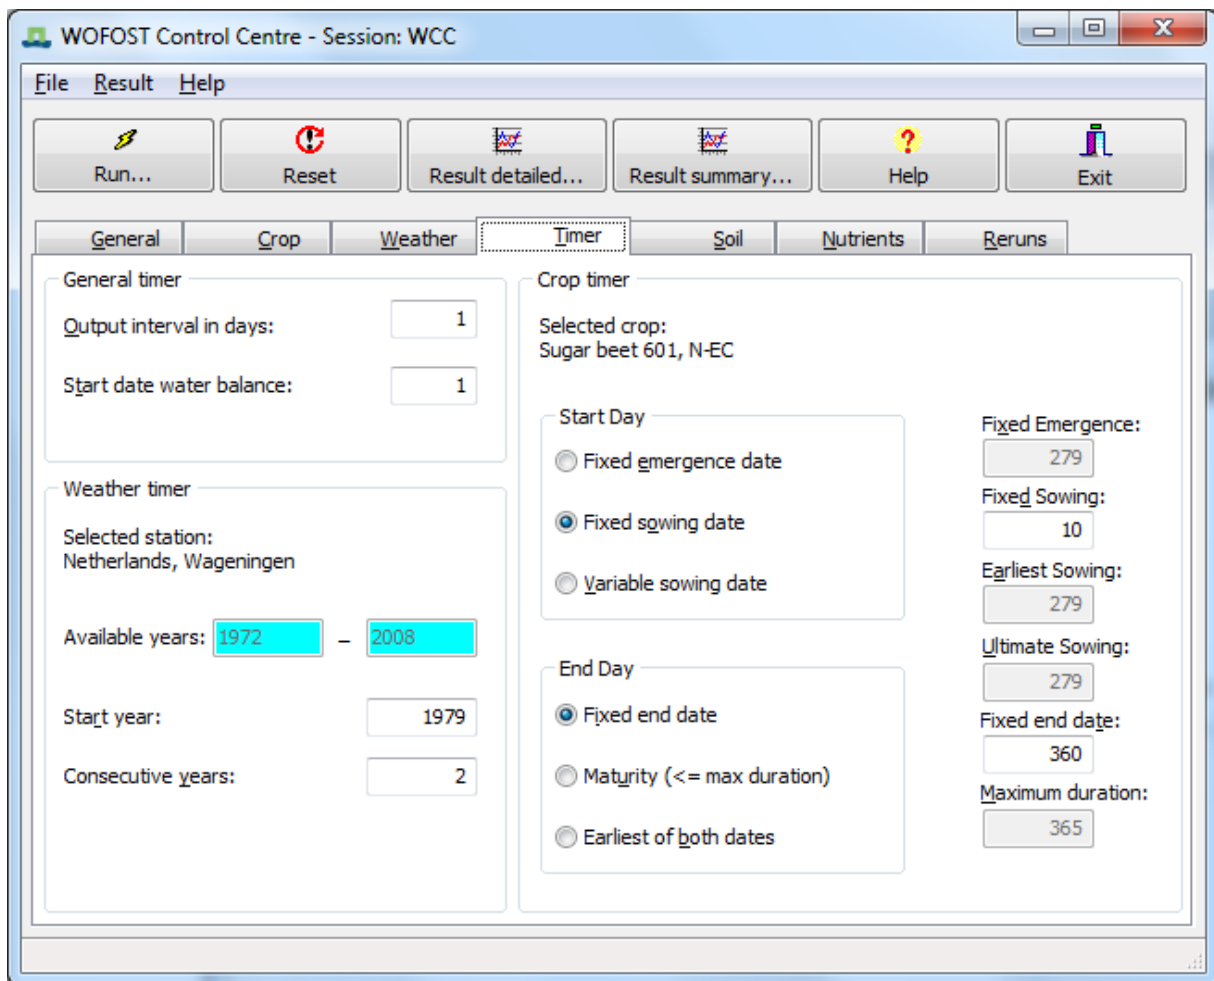 WOFOST Control Centre - Session: WCC
File Result Help
Run... Reset Result detailed... Result summary... Help Exit
General Crop Weather Timer Soil Nutrients Reruns
General timer
Output interval in days: 1
Start date water balance: 1
Weather timer
Selected station:
Netherlands, Wageningen
Available years: 1972 – 2008
Start year: 1979
Consecutive years: 2
Crop timer
Selected crop:
Sugar beet 601, N-EC
Start Day
Fixed emergence date
Fixed sowing date
Variable sowing date
End Day
Fixed end date
Maturity (<= max duration)
Earliest of both dates
Fixed Emergence:
279
Fixed Sowing:
10
Earliest Sowing:
279
Ultimate Sowing:
279
Fixed end date:
360
Maximum duration:
365